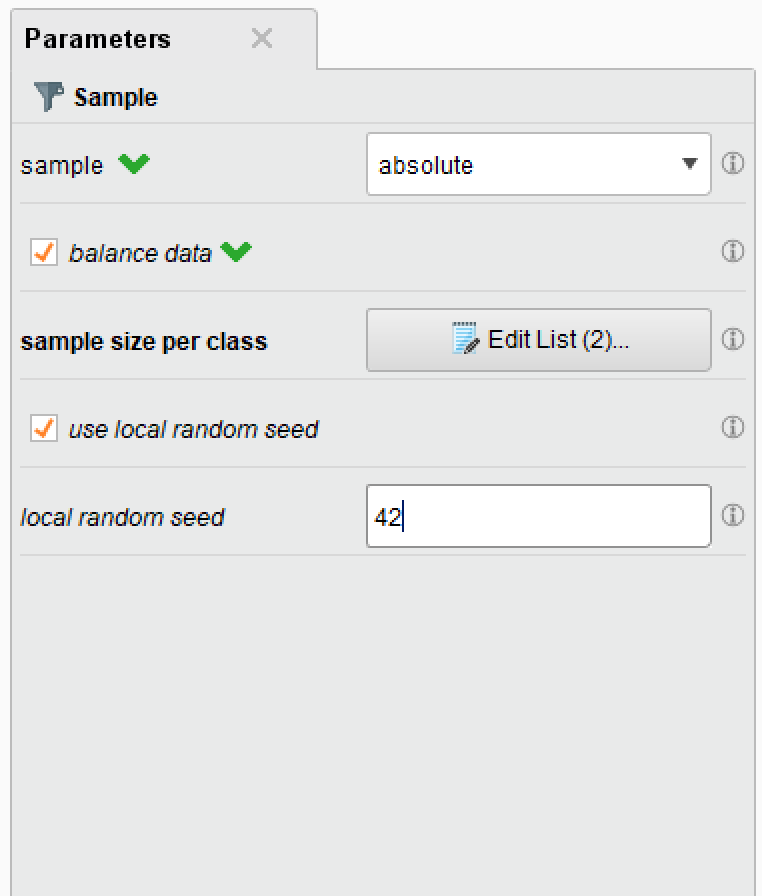 Parameters
Sample
sample absolute
balance data
sample size per class Edit List (2)...
use local random seed
local random seed 42